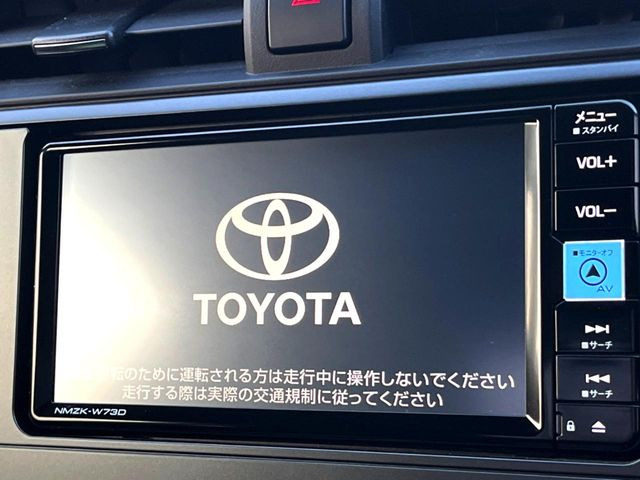 TOYOTA
転のために運転される方は走行中に操作しないでください
走行する際は実際の交通規制に従ってください
NMZK-W73D
メニュー
■スタンバイ
VOL+
VOL−
■モニターオフ
AV
■サーチ
■サーチ